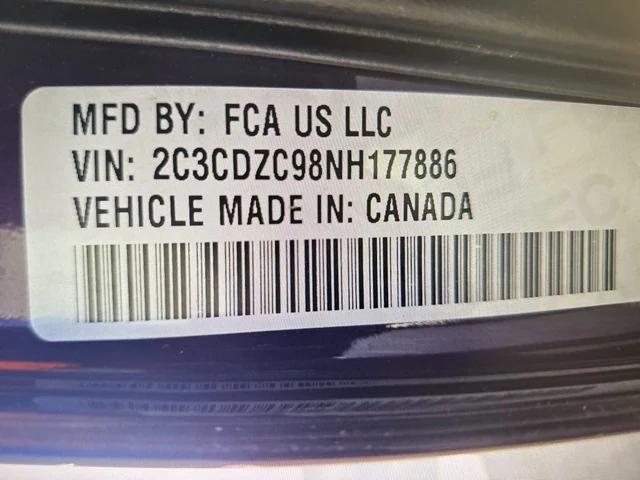 MFD BY: FCA US LLC
VIN: 2C3CDZC98NH177886
VEHICLE MADE IN: CANADA